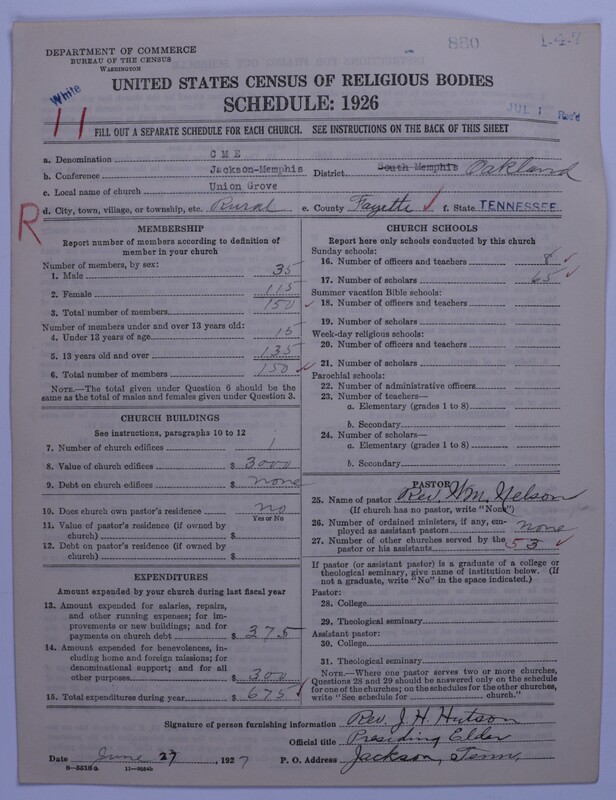 880
1-4-7
DEPARTMENT OF COMMERCE
BUREAU OF THE CENSUS
WASHINGTON
White
11
UNITED STATES CENSUS OF RELIGIOUS BODIES
SCHEDULE: 1926
JUL 1 Rec'd
FILL OUT A SEPARATE SCHEDULE FOR EACH CHURCH. SEE INSTRUCTIONS ON THE BACK OF THIS SHEET
a. Denomination C M E
b. Conference Jackson-Memphis District South Memphis Oakland
c. Local name of church Union Grove
R
d. City, town, village, or township, etc. Rural e. County Fayette f. State TENNESSEE
MEMBERSHIP
Report number of members according to definition of
member in your church
Number of members, by sex:
1. Male 35
2. Female 115
3. Total number of members 150
Number of members under and over 13 years old:
4. Under 13 years of age 15
5. 13 years old and over 135
6. Total number of members 150
NOTE.—The total given under Question 6 should be
same as the total of males and females given under Question 3.
CHURCH BUILDINGS
See instructions, paragraphs 10 to 12
7. Number of church edifices 1
8. Value of church edifices $ 3000
9. Debt on church edifices $ none
10. Does church own pastor's residence no
Yes or No
11. Value of pastor's residence (if owned by
church) $
12. Debt on pastor's residence (if owned by
church) $
EXPENDITURES
Amount expended by your church during last fiscal year
13. Amount expended for salaries, repairs,
and other running expenses; for im-
provements or new buildings; and for
payments on church debt $ 375
14. Amount expended for benevolences, in-
cluding home and foreign missions; for
denominational support; and for all
other purposes $ 300
15. Total expenditures during year $ 675
CHURCH SCHOOLS
Report here only schools conducted by this church
Sunday schools:
16. Number of officers and teachers 8
17. Number of scholars 65
Summer vacation Bible schools:
18. Number of officers and teachers
19. Number of scholars
Week-day religious schools:
20. Number of officers and teachers
21. Number of scholars
Parochial schools:
22. Number of administrative officers
23. Number of teachers—
a. Elementary (grades 1 to 8)
b. Secondary
24. Number of scholars—
a. Elementary (grades 1 to 8)
b. Secondary
PASTOR
25. Name of pastor Rev. Wm. Yelson
(If church has no pastor, write "None")
26. Number of ordained ministers, if any, em-
ployed as assistant pastors none
27. Number of other churches served by the
pastor or his assistants 53
If pastor (or assistant pastor) is a graduate of a college or
theological seminary, give name of institution below. (If
not a graduate, write "No" in the space indicated.)
Pastor:
28. College
29. Theological seminary
Assistant pastor:
30. College
31. Theological seminary
NOTE.—Where one pastor serves two or more churches,
Questions 28 and 29 should be answered only on the schedule
for one of the churches; on the schedules for the other churches,
write "See schedule for church."
Signature of person furnishing information Rev. J. H. Hutson
Official title Presiding Elder
Date June 27, 1927 P. O. Address Jackson, Tenn.